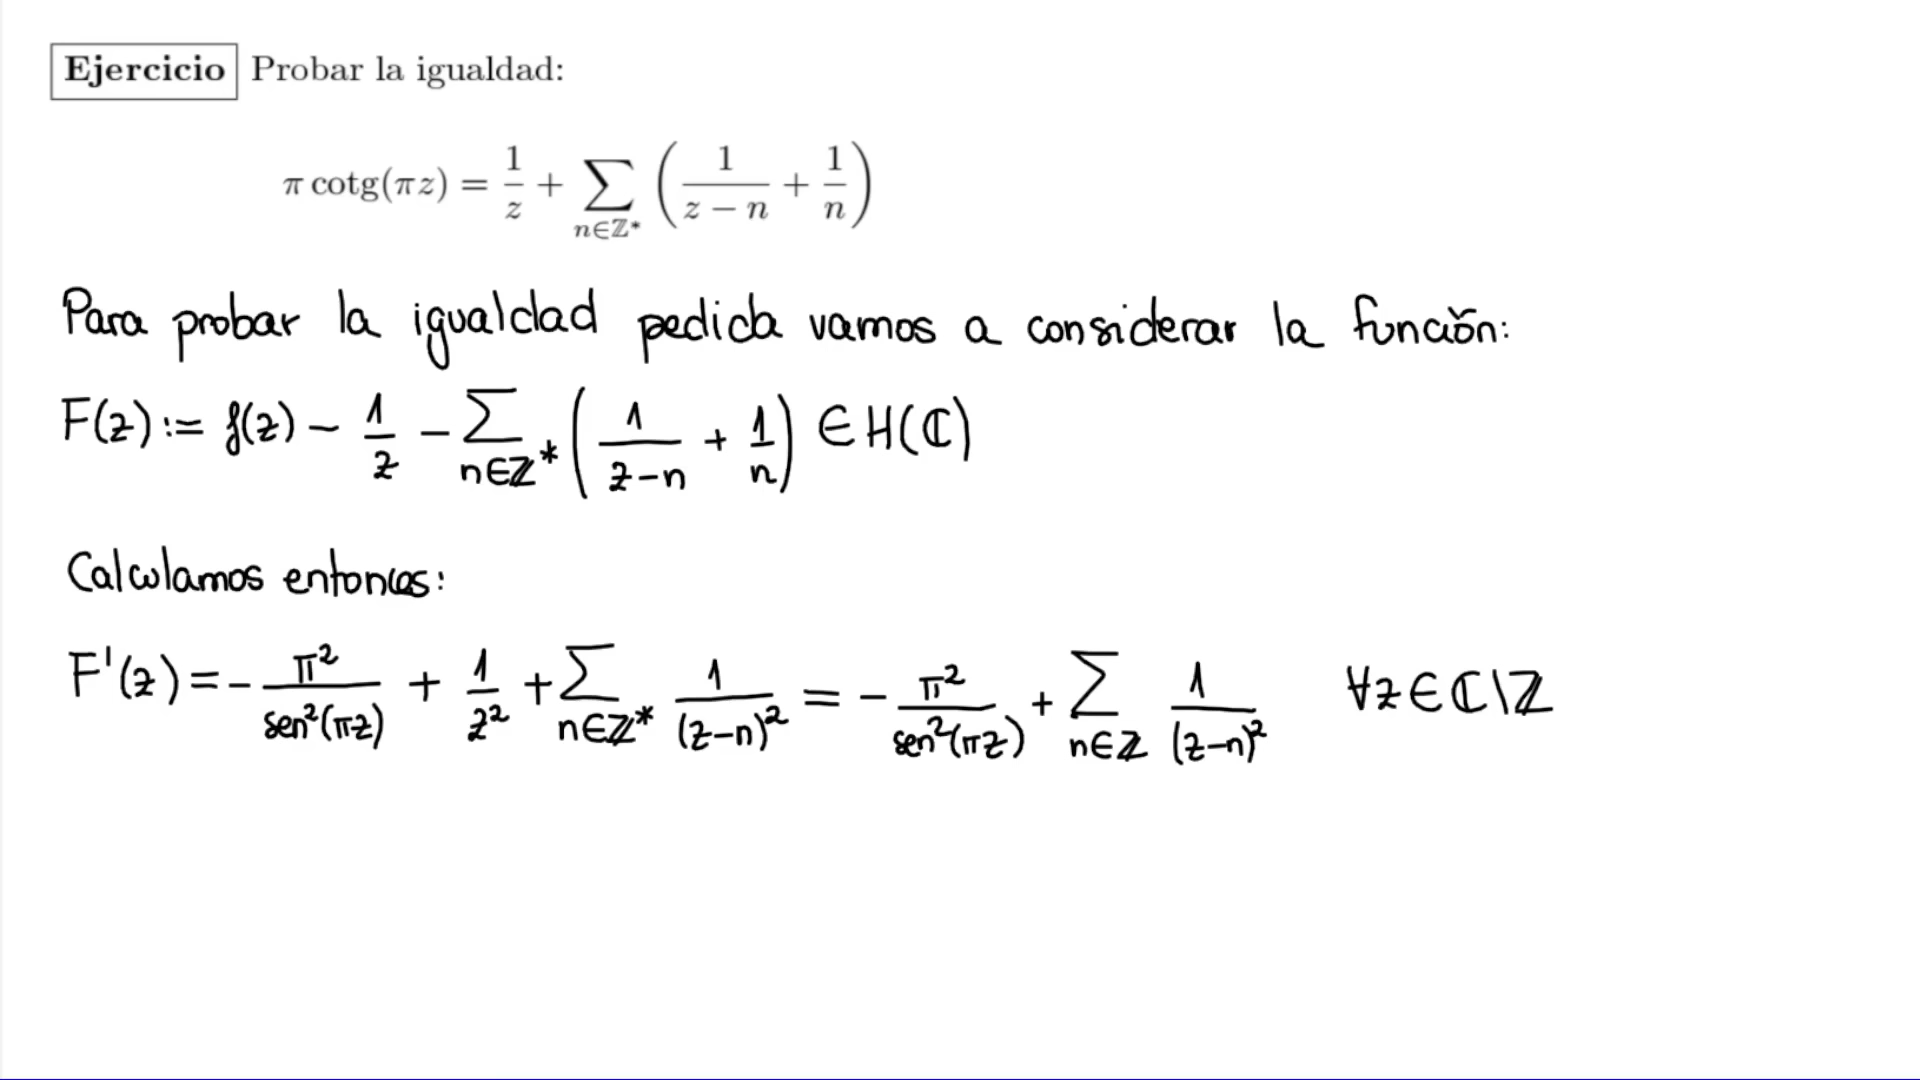 Ejercicio Probar la igualdad:
π cotg(πz) = 1/z + ∑_{n∈ℤ*} (1/(z − n) + 1/n)
Para probar la igualdad pedida vamos a considerar la función:
F(z) := f(z) − 1/z − ∑_{n∈ℤ*} (1/(z−n) + 1/n) ∈ H(ℂ)
Calculamos entonces:
F'(z) = − π²/sen²(πz) + 1/z² + ∑_{n∈ℤ*} 1/(z−n)² = − π²/sen²(πz) + ∑_{n∈ℤ} 1/(z−n)² ∀z∈ℂ\ℤ